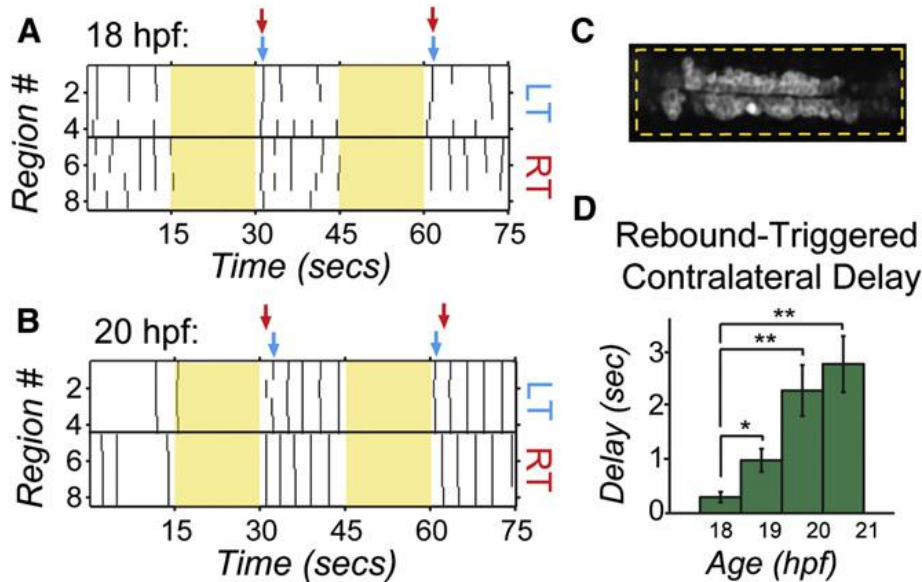 A
18 hpf:
Region #
2
4
6
8
LT
RT
15
30
45
60
75
Time (secs)
B
20 hpf:
Region #
2
4
6
8
LT
RT
15
30
45
60
75
Time (secs)
C
D
Rebound-Triggered
Contralateral Delay
**
**
*
Delay (sec)
3
2
1
0
18
19
20
21
Age (hpf)